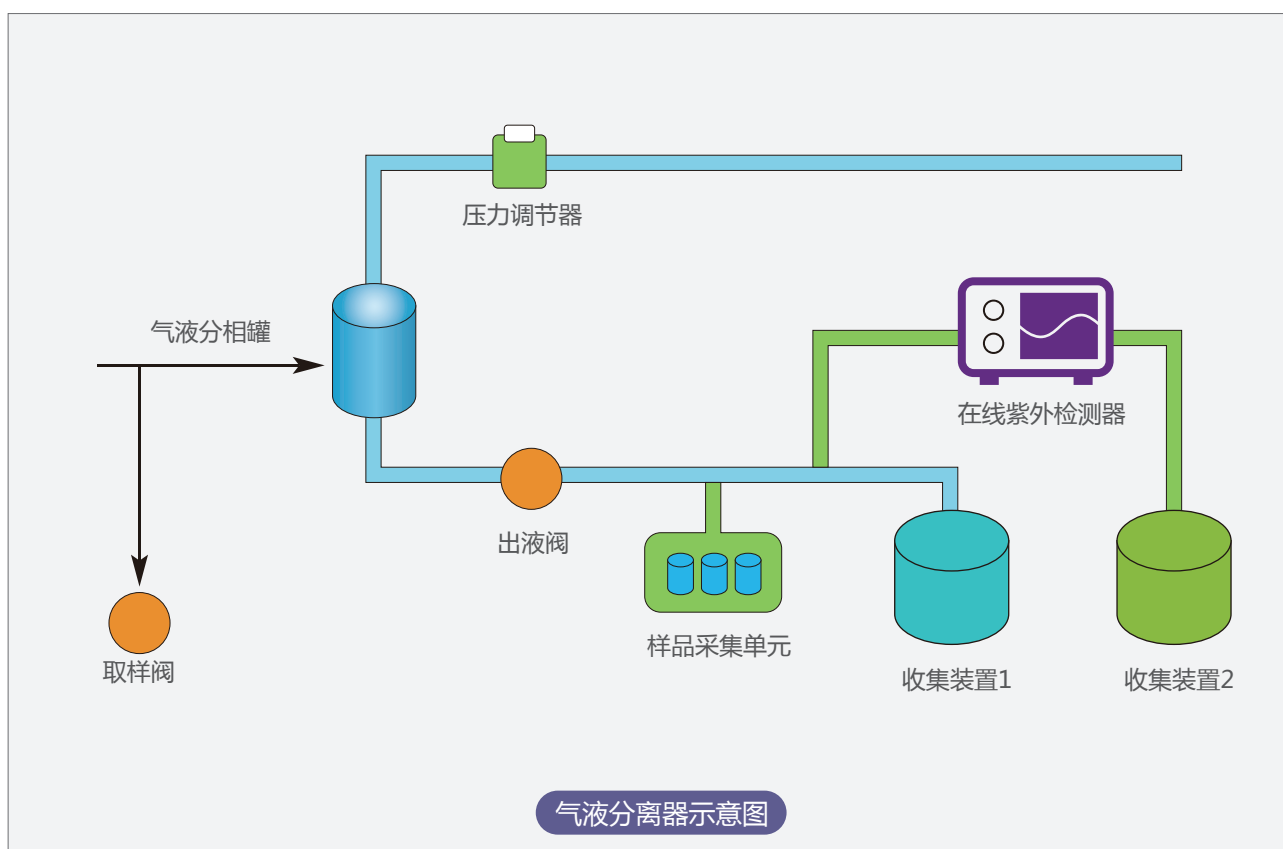 压力调节器
气液分相罐
在线紫外检测器
出液阀
样品采集单元
取样阀
收集装置1
收集装置2
气液分离器示意图